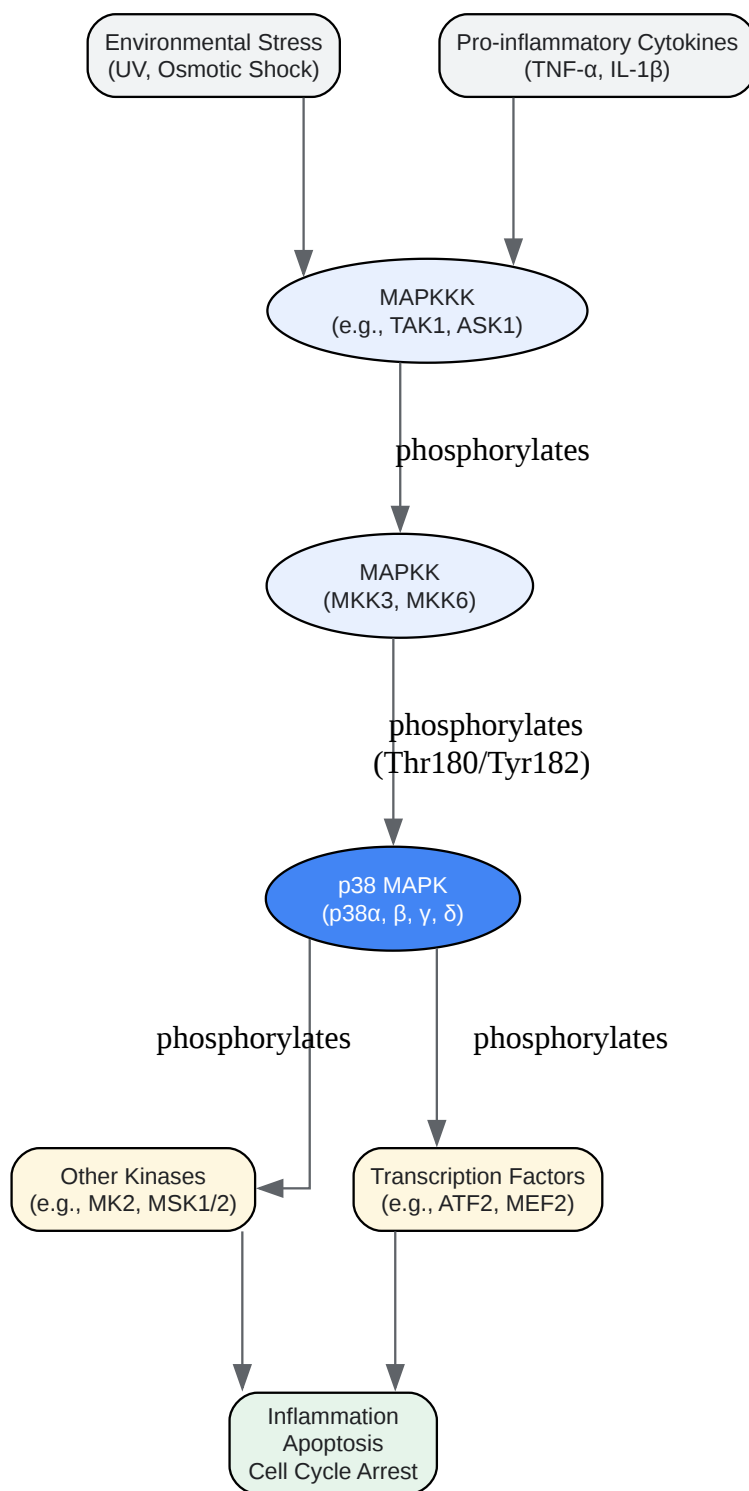 Environmental Stress
(UV, Osmotic Shock)
Pro-inflammatory Cytokines
(TNF-α, IL-1β)
MAPKKK
(e.g., TAK1, ASK1)
phosphorylates
MAPKK
(MKK3, MKK6)
phosphorylates
(Thr180/Tyr182)
p38 MAPK
(p38α, β, γ, δ)
phosphorylates
phosphorylates
Other Kinases
(e.g., MK2, MSK1/2)
Transcription Factors
(e.g., ATF2, MEF2)
Inflammation
Apoptosis
Cell Cycle Arrest